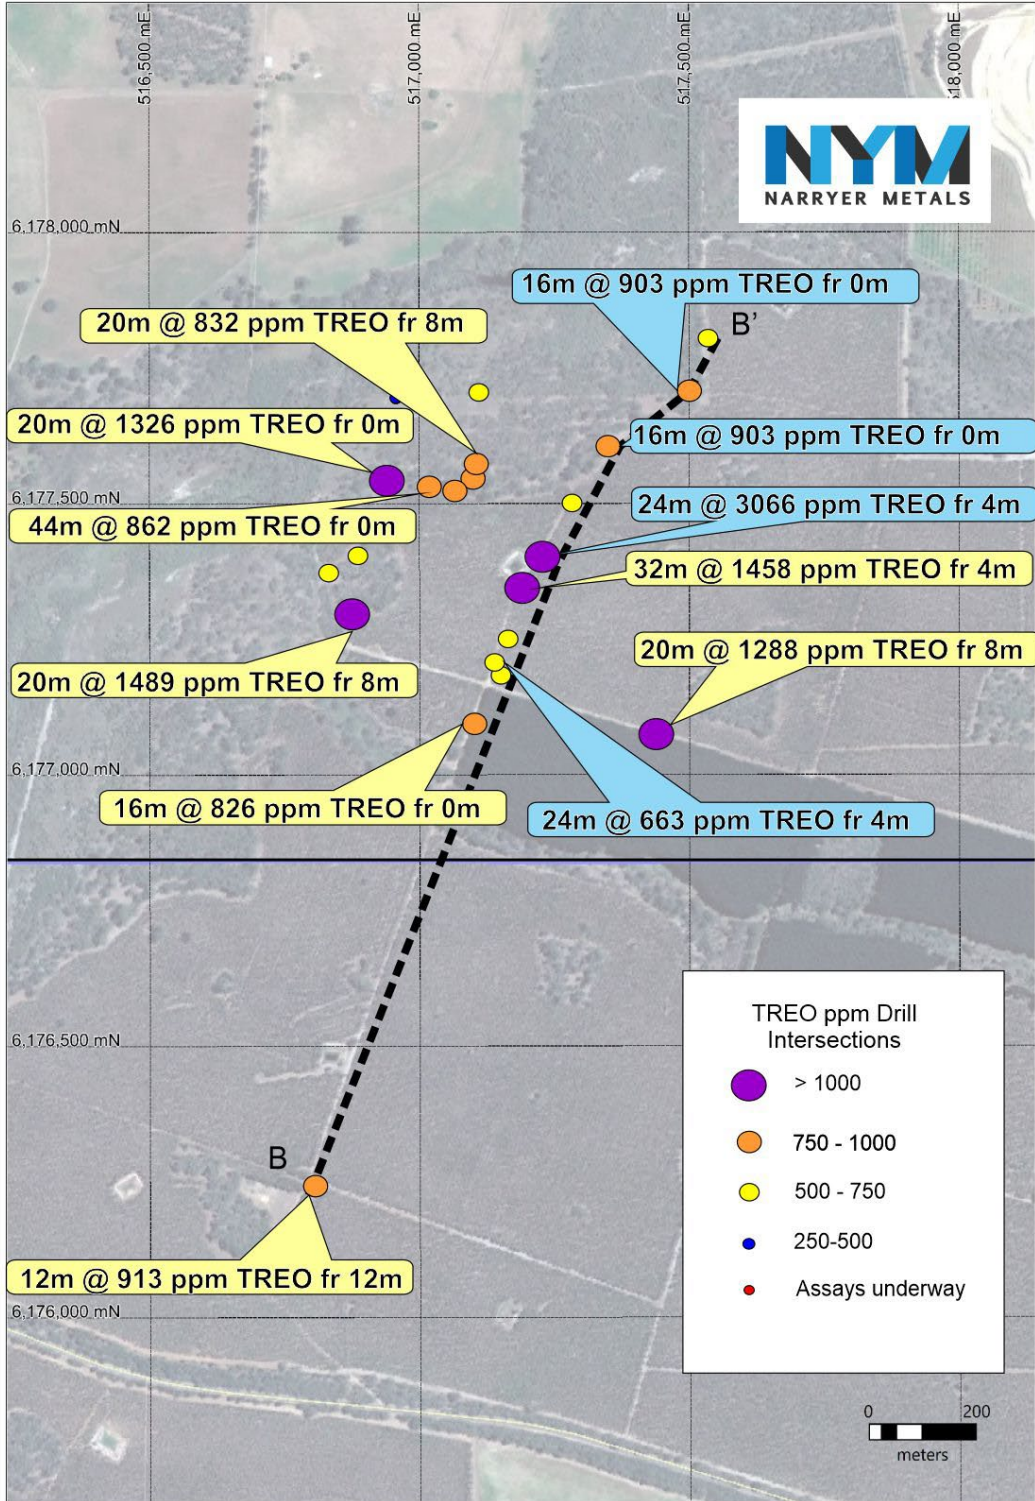 516,500 mE
517,000 mE
517,500 mE
518,000 mE
NYM
NARRYER METALS
6,178,000 mN
16m @ 903 ppm TREO fr 0m
20m @ 832 ppm TREO fr 8m
B'
20m @ 1326 ppm TREO fr 0m
16m @ 903 ppm TREO fr 0m
6,177,500 mN
24m @ 3066 ppm TREO fr 4m
44m @ 862 ppm TREO fr 0m
32m @ 1458 ppm TREO fr 4m
20m @ 1288 ppm TREO fr 8m
20m @ 1489 ppm TREO fr 8m
6,177,000 mN
16m @ 826 ppm TREO fr 0m
24m @ 663 ppm TREO fr 4m
6,176,500 mN
B
12m @ 913 ppm TREO fr 12m
6,176,000 mN
TREO ppm Drill
Intersections
> 1000
750 - 1000
500 - 750
250-500
Assays underway
0 200
meters